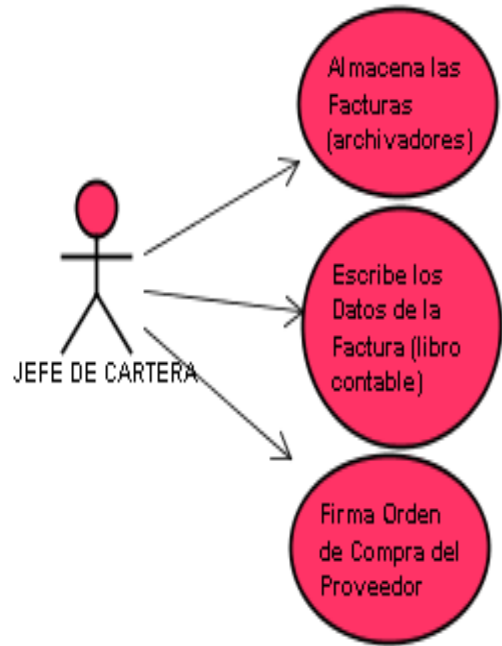 Almacena las
Facturas
(archivadores)
JEFE DE CARTERA
Escribe los
Datos de la
Factura (libro
contable)
Firma Orden
de Compra del
Proveedor